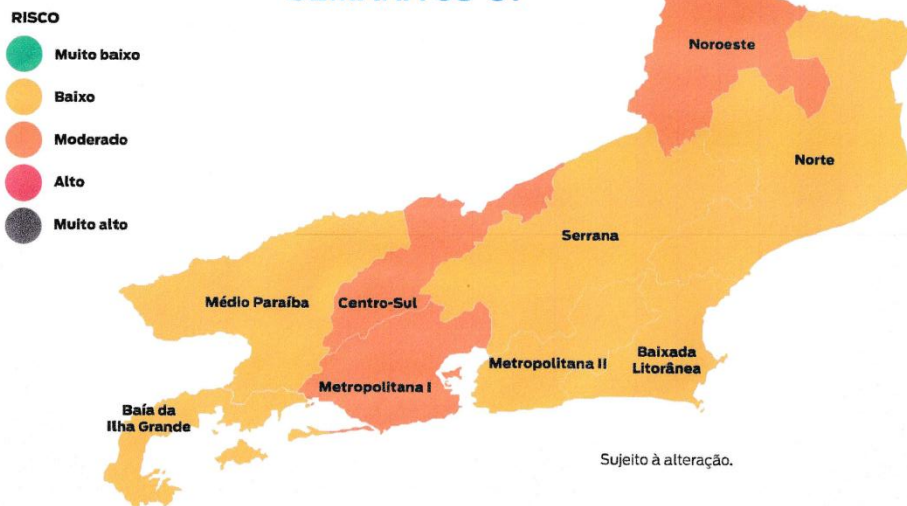 RISCO
Muito baixo
Baixo
Moderado
Alto
Muito alto
Noroeste
Norte
Serrana
Médio Paraíba
Centro-Sul
Metropolitana I
Metropolitana II
Baixada
Litorânea
Baía da
Ilha Grande
Sujeito à alteração.